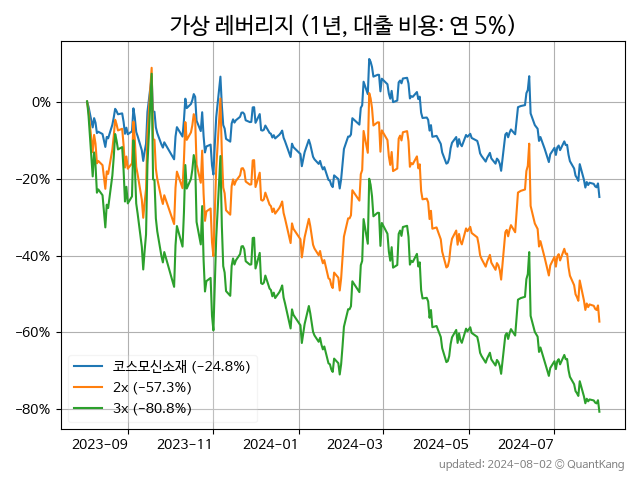 가상 레버리지 (1년, 대출 비용: 연 5%)
0%
−20%
−40%
−60%
−80%
코스모신소재 (−24.8%)
2x (−57.3%)
3x (−80.8%)
2023-09 2023-11 2024-01 2024-03 2024-05 2024-07
updated: 2024-08-02 © QuantKang